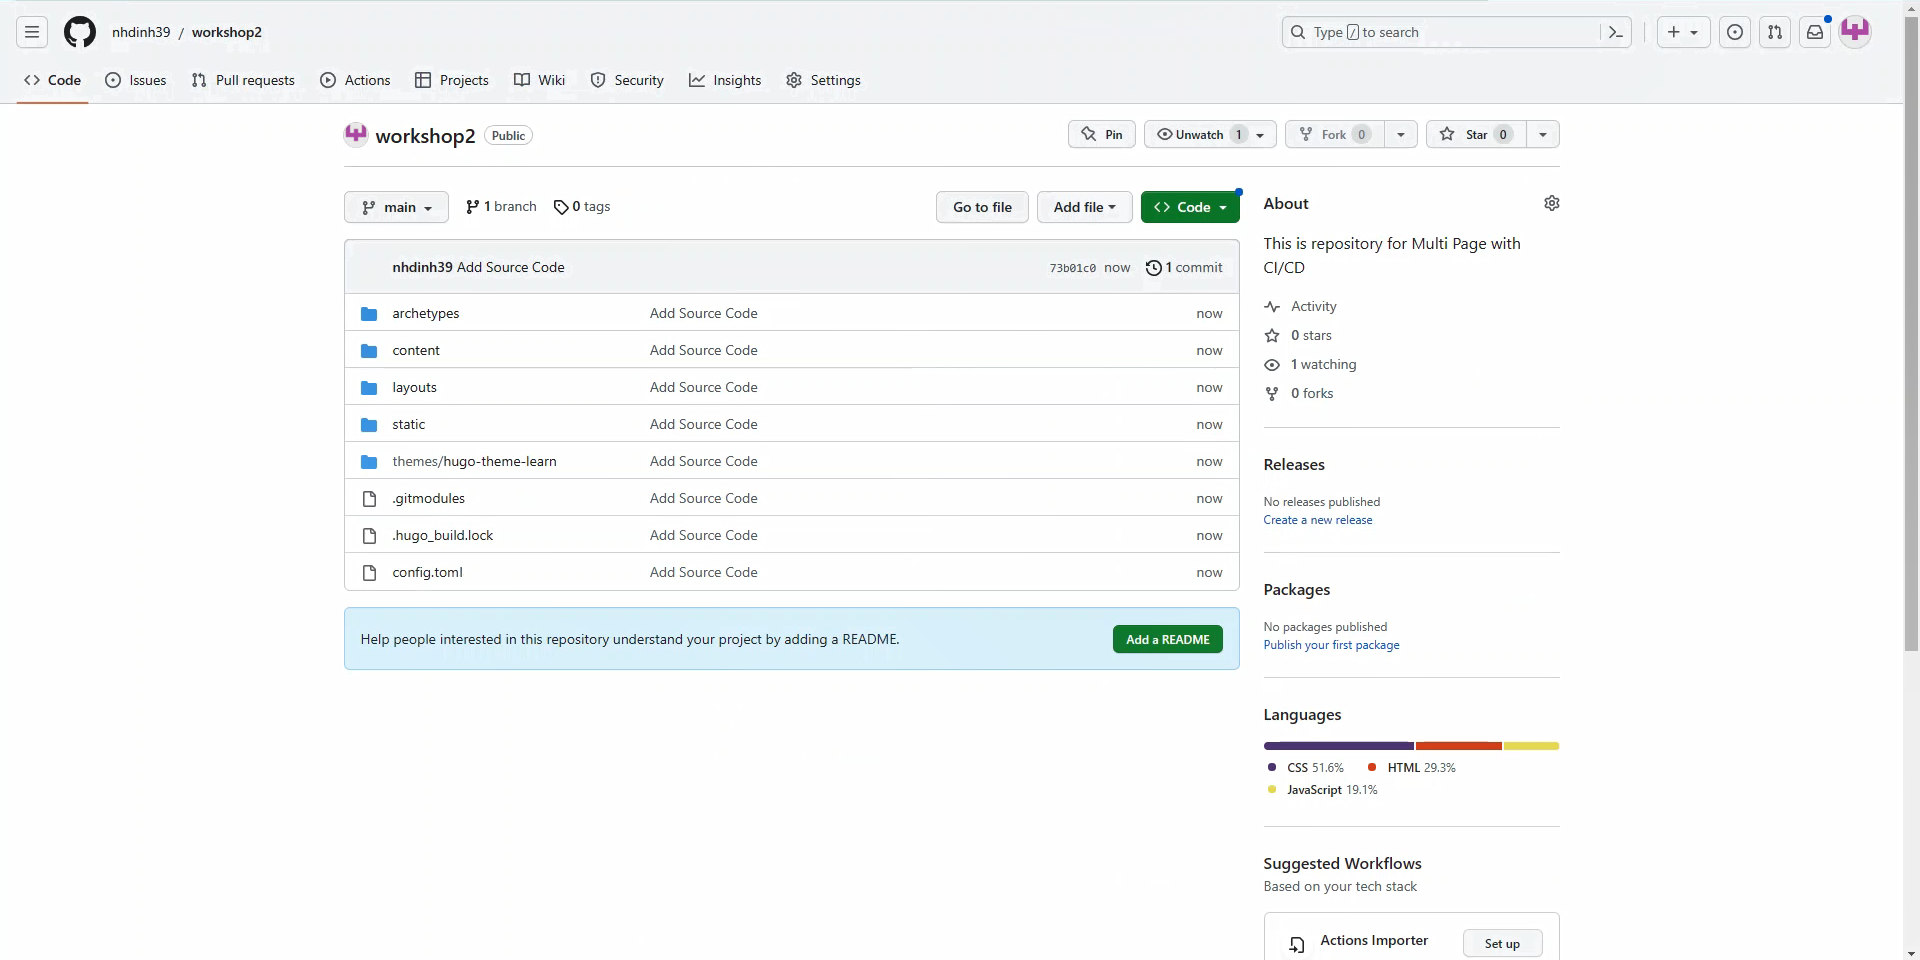 nhdinh39 / workshop2
Type / to search
Code Issues Pull requests Actions Projects Wiki Security Insights Settings
workshop2 Public
Pin Unwatch 1 Fork 0 Star 0
main 1 branch 0 tags
Go to file Add file Code
nhdinh39 Add Source Code 73b01c0 now 1 commit
archetypes Add Source Code now
content Add Source Code now
layouts Add Source Code now
static Add Source Code now
themes/hugo-theme-learn Add Source Code now
.gitmodules Add Source Code now
.hugo_build.lock Add Source Code now
config.toml Add Source Code now
Help people interested in this repository understand your project by adding a README. Add a README
About
This is repository for Multi Page with
CI/CD
Activity
0 stars
1 watching
0 forks
Releases
No releases published
Create a new release
Packages
No packages published
Publish your first package
Languages
CSS 51.6% HTML 29.3%
JavaScript 19.1%
Suggested Workflows
Based on your tech stack
Actions Importer Set up